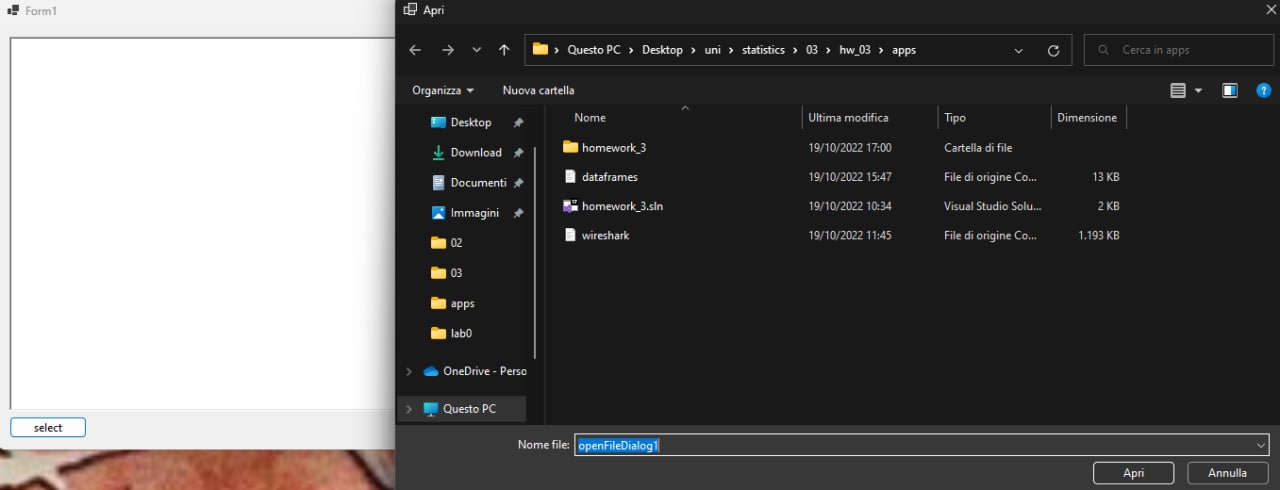 Form1
select
Apri
Questo PC > Desktop > uni > statistics > 03 > hw_03 > apps
Cerca in apps
Organizza
Nuova cartella
Desktop
Download
Documenti
Immagini
02
03
apps
lab0
OneDrive - Perso
Questo PC
Nome Ultima modifica Tipo Dimensione
homework_3 19/10/2022 17:00 Cartella di file
dataframes 19/10/2022 15:47 File di origine Co... 13 KB
homework_3.sln 19/10/2022 10:34 Visual Studio Solu... 2 KB
wireshark 19/10/2022 11:45 File di origine Co... 1.193 KB
Nome file: openFileDialog1
Apri Annulla